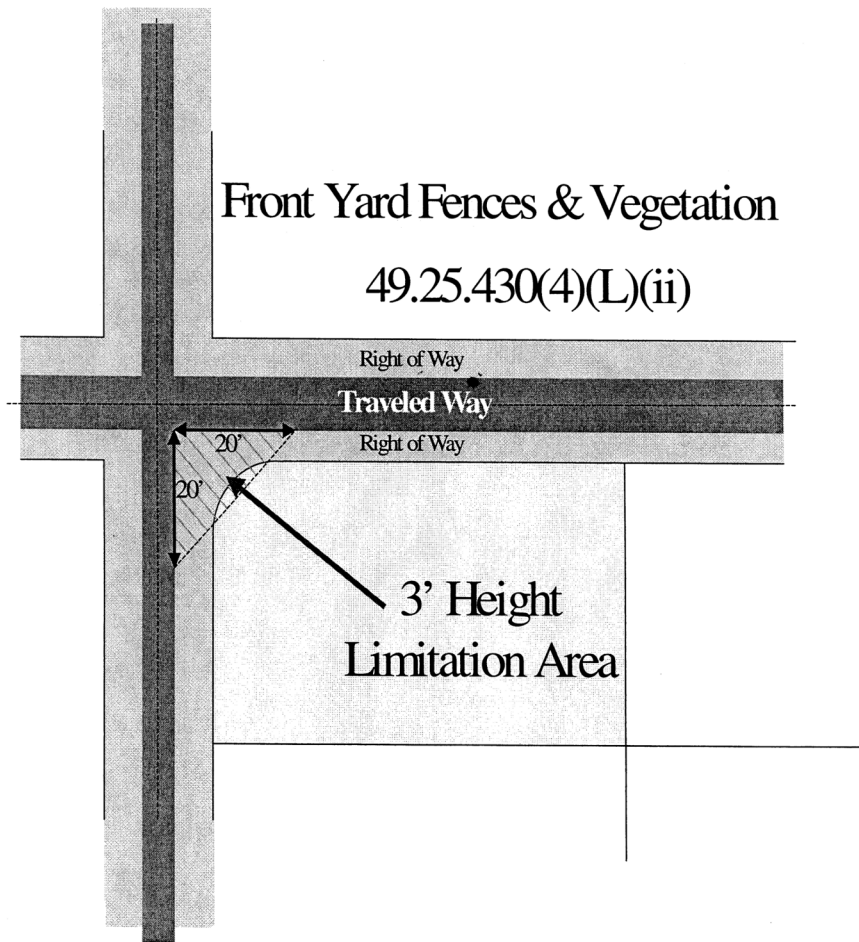 Front Yard Fences & Vegetation
49.25.430(4)(L)(ii)
Right of Way
Traveled Way
Right of Way
20’
20’
3’ Height
Limitation Area